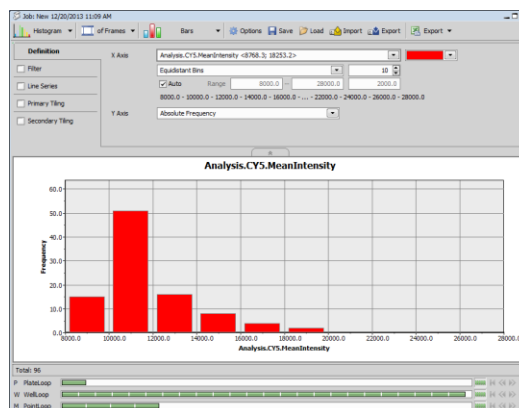 Job: New 12/20/2013 11:09 AM
Histogram of Frames Bars Options Save Load Import Export Export
Definition
Filter
Line Series
Primary Tiling
Secondary Tiling
X Axis Analysis.CY5.MeanIntensity <8768.3; 18253.2>
Equidistant Bins 10
Auto Range 8000.0 -- 28000.0 2000.0
8000.0 - 10000.0 - 12000.0 - 14000.0 - 16000.0 - ... - 22000.0 - 24000.0 - 26000.0 - 28000.0
Y Axis Absolute Frequency
Analysis.CY5.MeanIntensity
60.0
50.0
40.0
30.0
20.0
10.0
0.0
Frequency
8000.0 10000.0 12000.0 14000.0 16000.0 18000.0 20000.0 22000.0 24000.0 26000.0 28000.0
Analysis.CY5.MeanIntensity
Total: 96
P PlateLoop
W WellLoop
M PointLoop